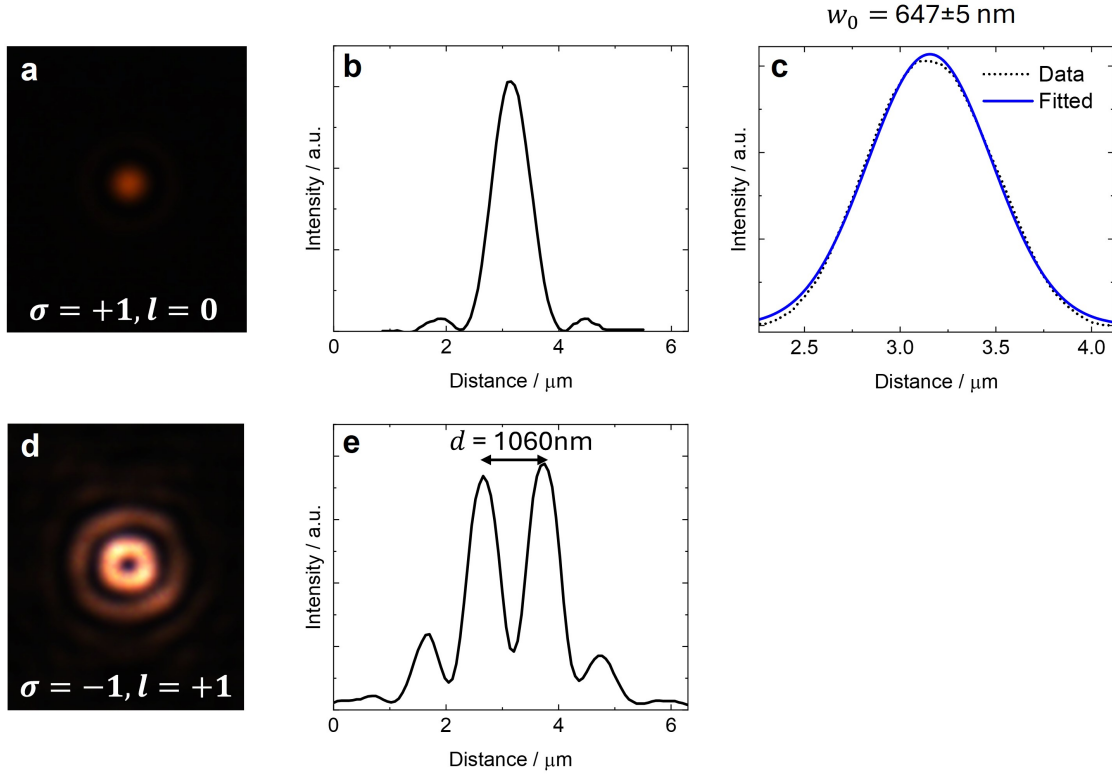 w₀ = 647±5 nm
a
σ = +1, l = 0
b
Intensity / a.u.
0 2 4 6
Distance / μm
c
Data
Fitted
Intensity / a.u.
2.5 3.0 3.5 4.0
Distance / μm
d
σ = −1, l = +1
e
d = 1060nm
Intensity / a.u.
0 2 4 6
Distance / μm